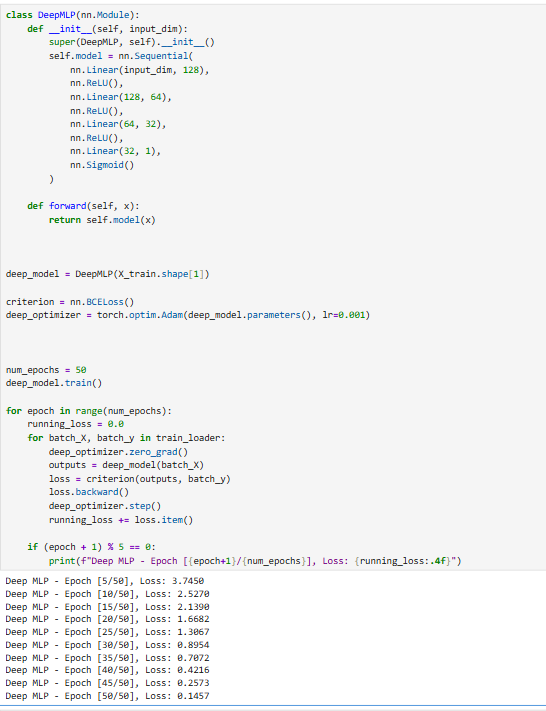 class DeepMLP(nn.Module):
    def __init__(self, input_dim):
        super(DeepMLP, self).__init__()
        self.model = nn.Sequential(
            nn.Linear(input_dim, 128),
            nn.ReLU(),
            nn.Linear(128, 64),
            nn.ReLU(),
            nn.Linear(64, 32),
            nn.ReLU(),
            nn.Linear(32, 1),
            nn.Sigmoid()
        )

    def forward(self, x):
        return self.model(x)

deep_model = DeepMLP(X_train.shape[1])

criterion = nn.BCELoss()
deep_optimizer = torch.optim.Adam(deep_model.parameters(), lr=0.001)

num_epochs = 50
deep_model.train()

for epoch in range(num_epochs):
    running_loss = 0.0
    for batch_X, batch_y in train_loader:
        deep_optimizer.zero_grad()
        outputs = deep_model(batch_X)
        loss = criterion(outputs, batch_y)
        loss.backward()
        deep_optimizer.step()
        running_loss += loss.item()

    if (epoch + 1) % 5 == 0:
        print(f"Deep MLP - Epoch [{epoch+1}/{num_epochs}], Loss: {running_loss:.4f}")
Deep MLP - Epoch [5/50], Loss: 3.7450
Deep MLP - Epoch [10/50], Loss: 2.5270
Deep MLP - Epoch [15/50], Loss: 2.1390
Deep MLP - Epoch [20/50], Loss: 1.6682
Deep MLP - Epoch [25/50], Loss: 1.3067
Deep MLP - Epoch [30/50], Loss: 0.8954
Deep MLP - Epoch [35/50], Loss: 0.7072
Deep MLP - Epoch [40/50], Loss: 0.4216
Deep MLP - Epoch [45/50], Loss: 0.2573
Deep MLP - Epoch [50/50], Loss: 0.1457